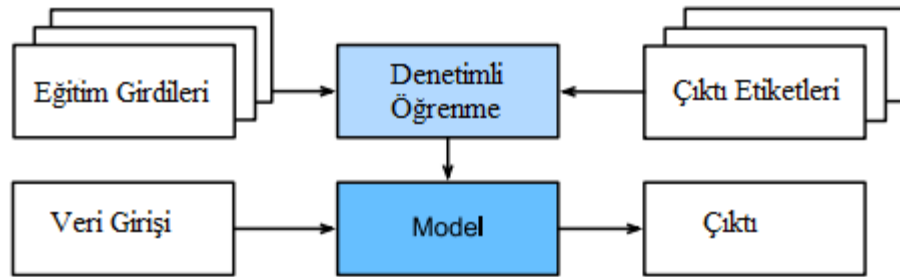 Eğitim Girdileri
Denetimli
Öğrenme
Çıktı Etiketleri
Veri Girişi
Model
Çıktı